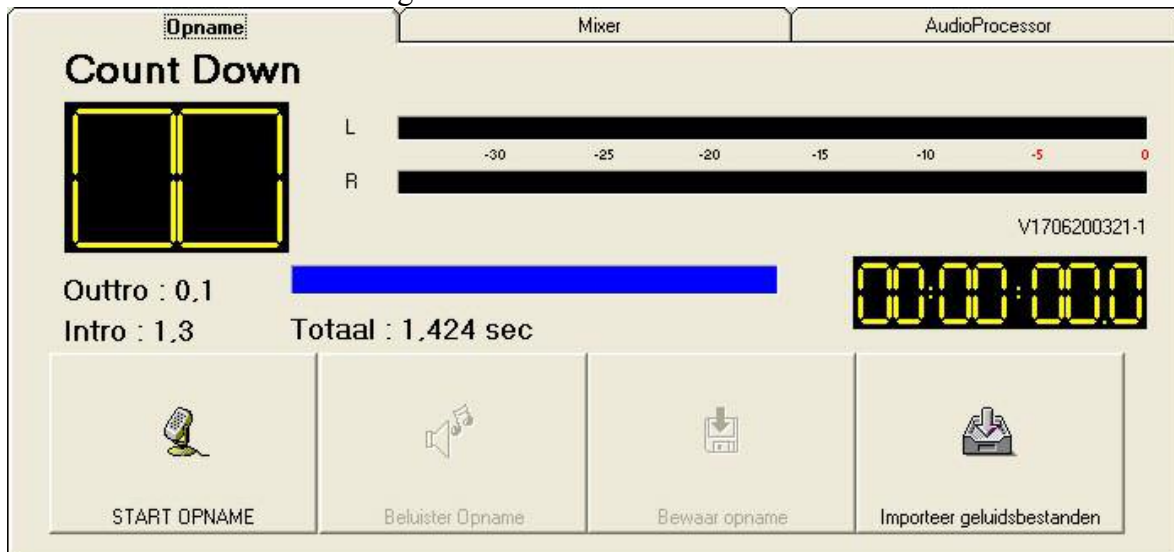 Opname
Mixer
AudioProcessor
Count Down
00
L
-30 -25 -20 -15 -10 -5 0
R
V1706200321-1
Outtro : 0,1
00:00:00.0
Intro : 1,3
Totaal : 1,424 sec
START OPNAME
Beluister Opname
Bewaar opname
Importeer geluidsbestanden